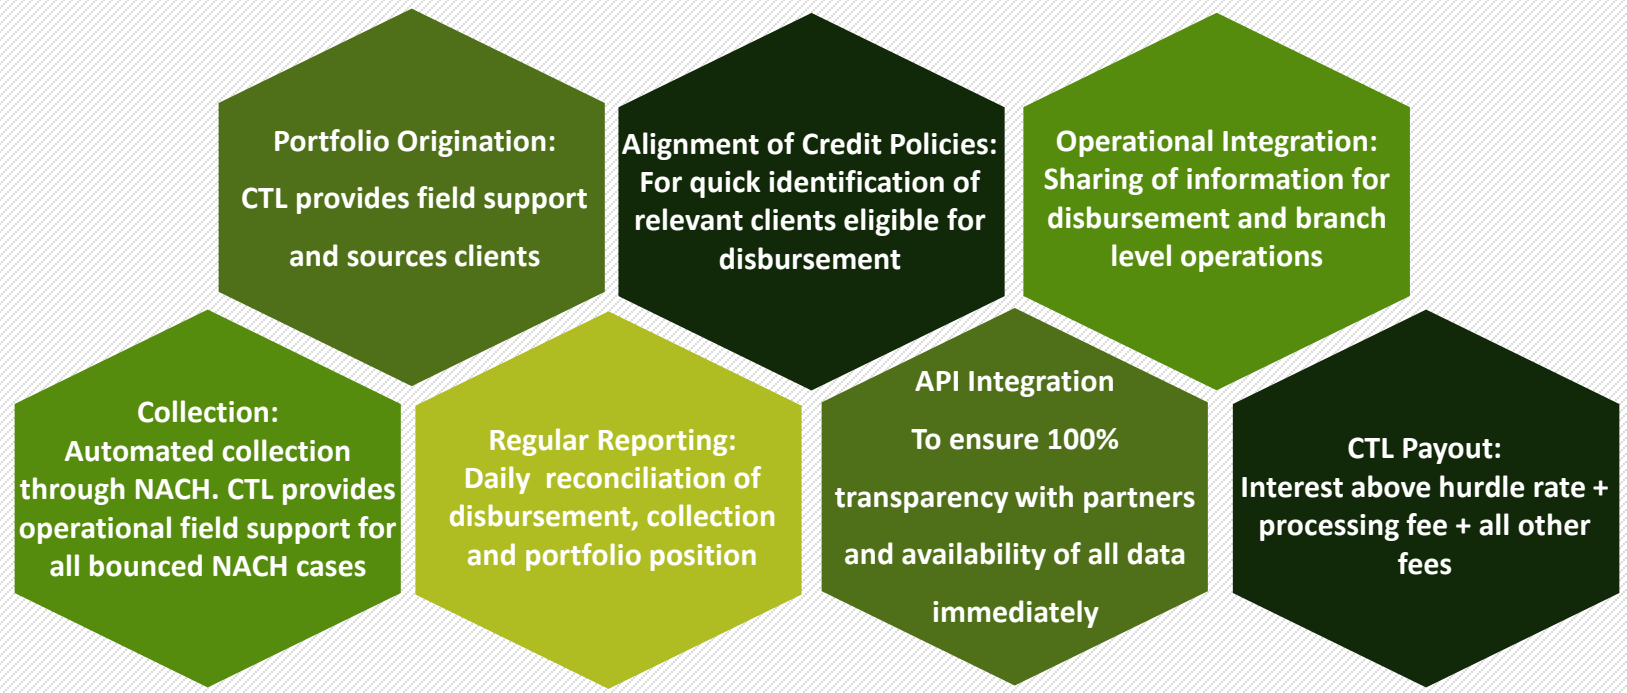 Portfolio Origination:
CTL provides field support
and sources clients
Alignment of Credit Policies:
For quick identification of
relevant clients eligible for
disbursement
Operational Integration:
Sharing of information for
disbursement and branch
level operations
Collection:
Automated collection
through NACH. CTL provides
operational field support for
all bounced NACH cases
Regular Reporting:
Daily  reconciliation of
disbursement, collection
and portfolio position
API Integration
To ensure 100%
transparency with partners
and availability of all data
immediately
CTL Payout:
Interest above hurdle rate +
processing fee + all other
fees